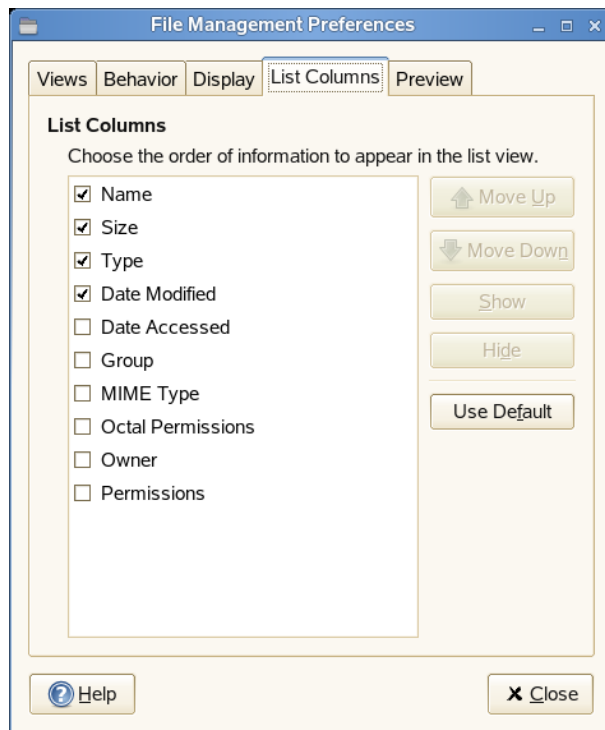 File Management Preferences
Views Behavior Display List Columns Preview
List Columns
Choose the order of information to appear in the list view.
Name
Size
Type
Date Modified
Date Accessed
Group
MIME Type
Octal Permissions
Owner
Permissions
Move Up
Move Down
Show
Hide
Use Default
Help
Close